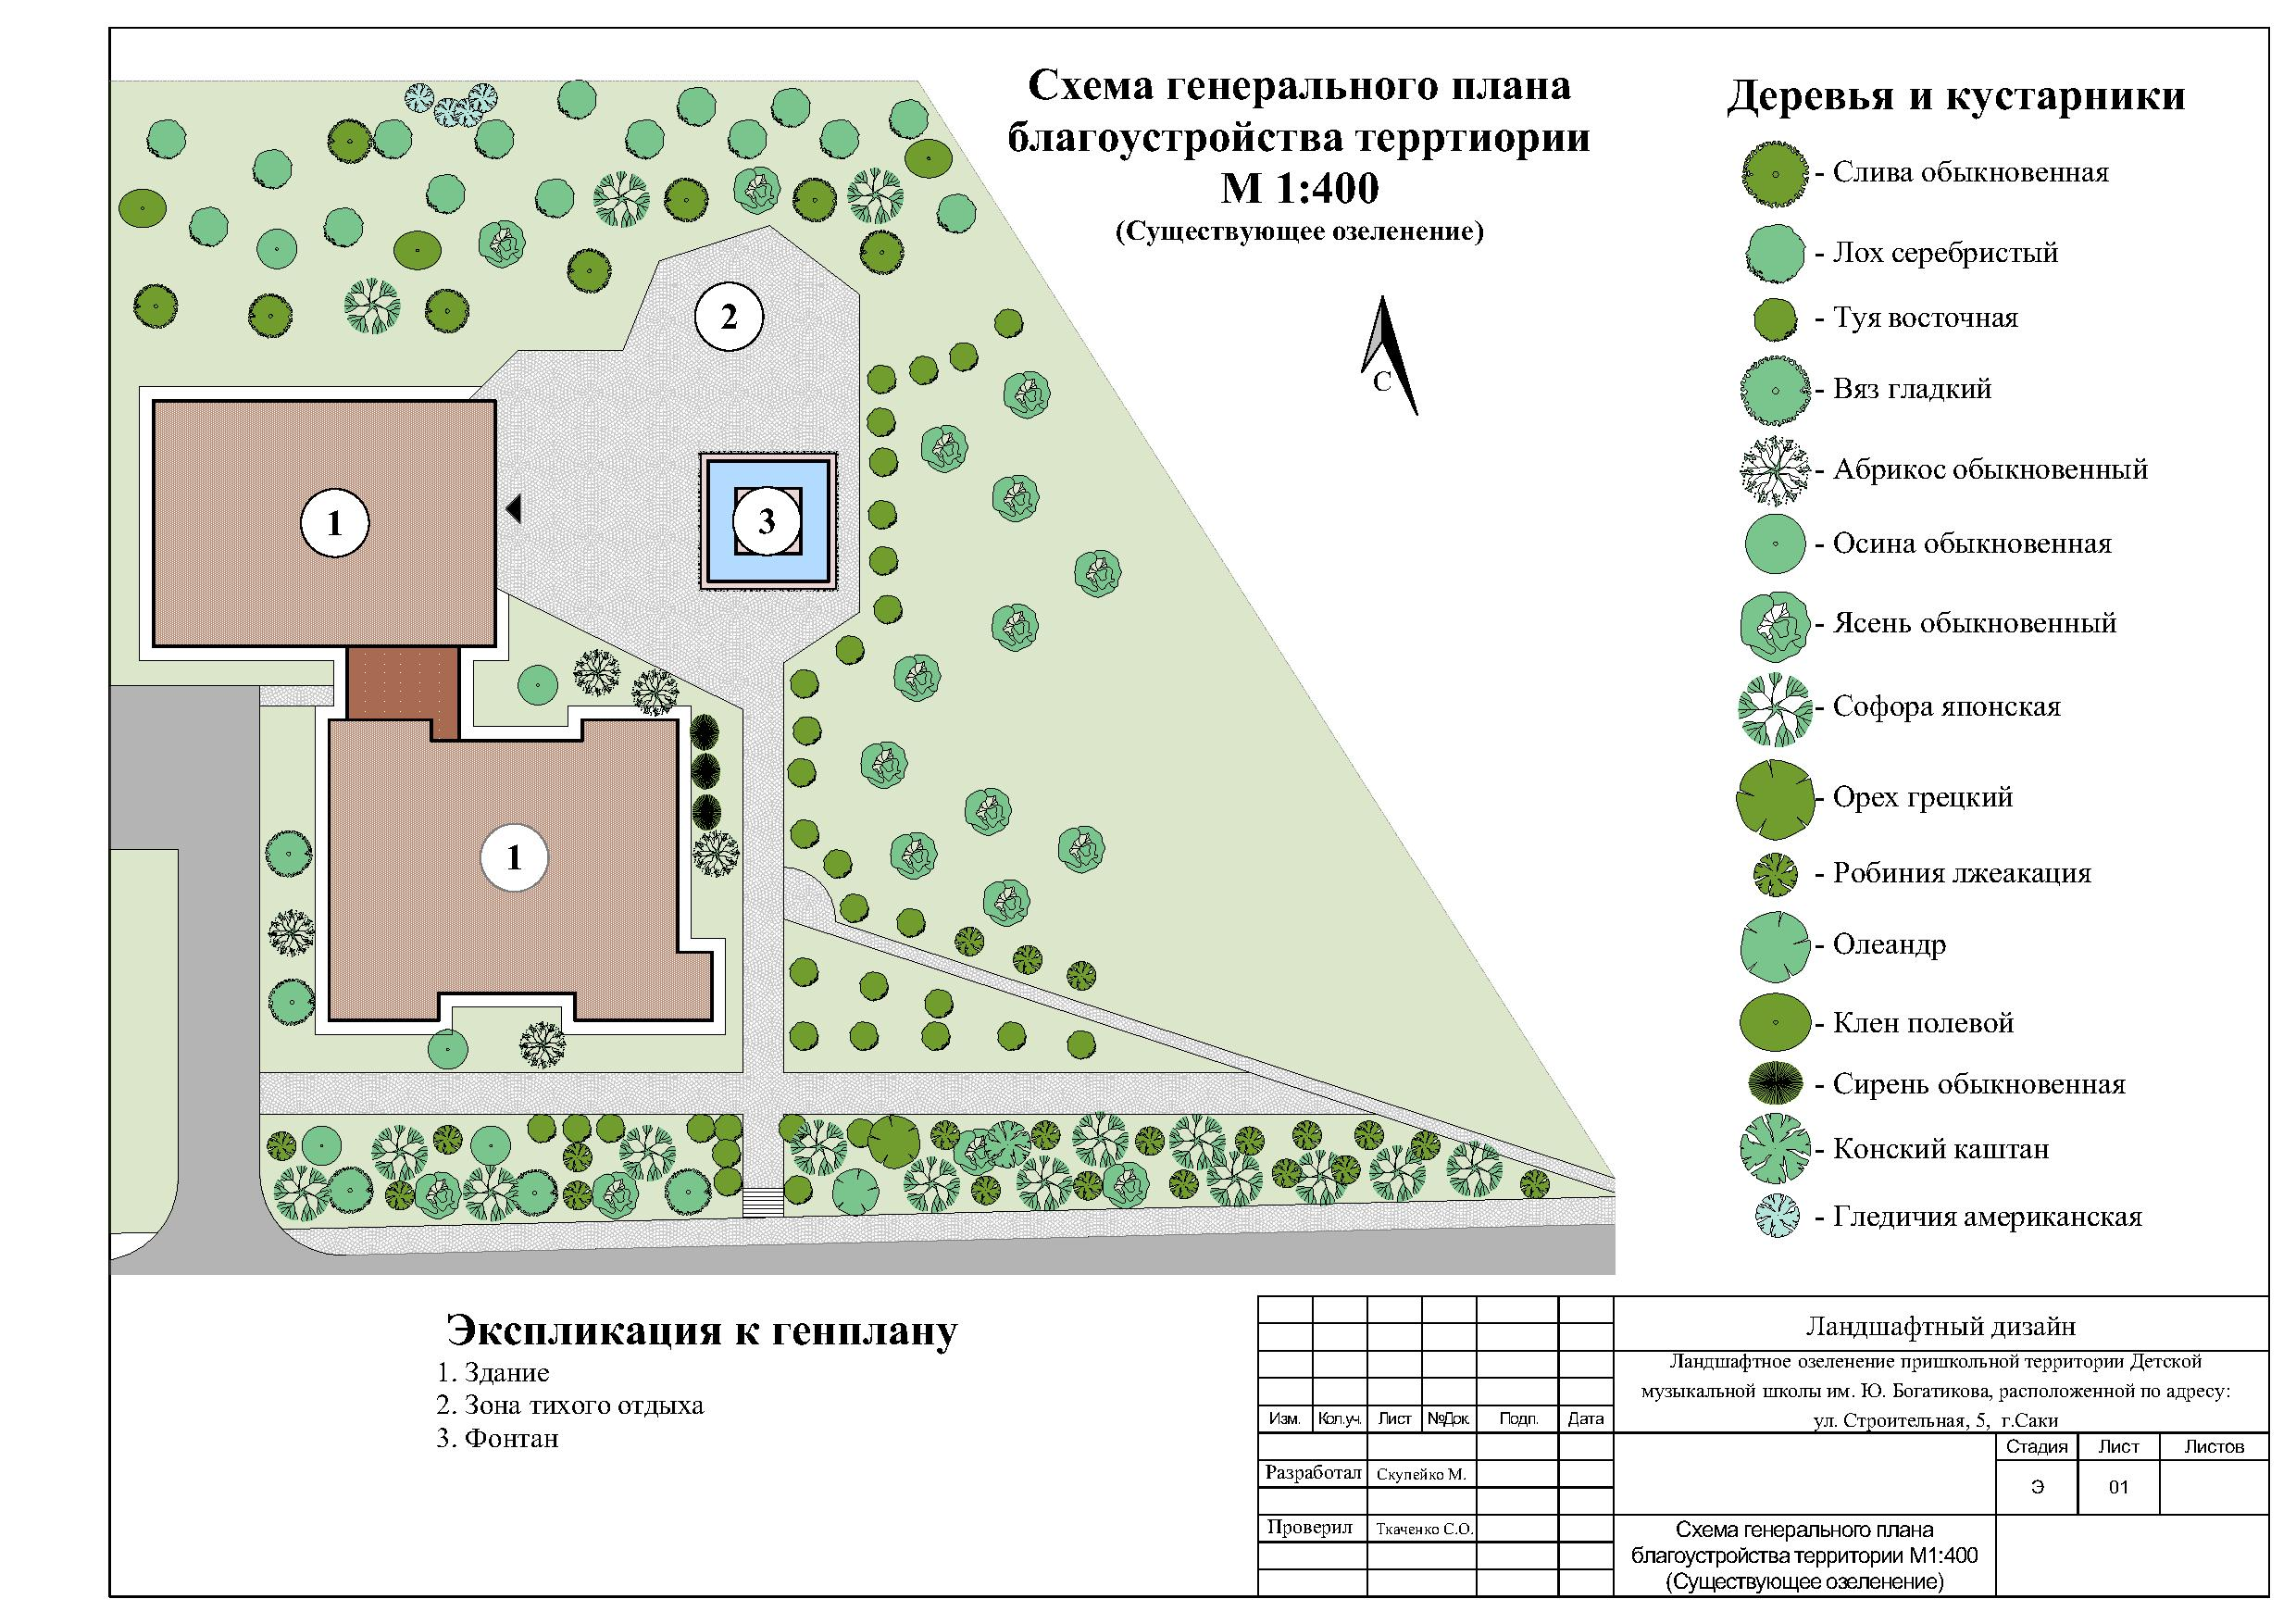 Схема генерального плана
благоустройства территиории
М 1:400
(Существующее озеленение)
Деревья и кустарники
- Слива обыкновенная
- Лох серебристый
- Туя восточная
- Вяз гладкий
- Абрикос обыкновенный
- Осина обыкновенная
- Ясень обыкновенный
- Софора японская
- Орех грецкий
- Робиния лжеакация
- Олеандр
- Клен полевой
- Сирень обыкновенная
- Конский каштан
- Гледичия американская
С
2
1
3
1
Экспликация к генплану
1. Здание
2. Зона тихого отдыха
3. Фонтан
Ландшафтный дизайн
Ландшафтное озеленение пришкольной территории Детской
музыкальной школы им. Ю. Богатикова, расположенной по адресу:
ул. Строительная, 5, г.Саки
Изм. Кол.уч. Лист №Док. Подп. Дата
Стадия Лист Листов
Разработал Скупейко М.
Э 01
Проверил Ткаченко С.О.
Схема генерального плана
благоустройства территории М1:400
(Существующее озеленение)